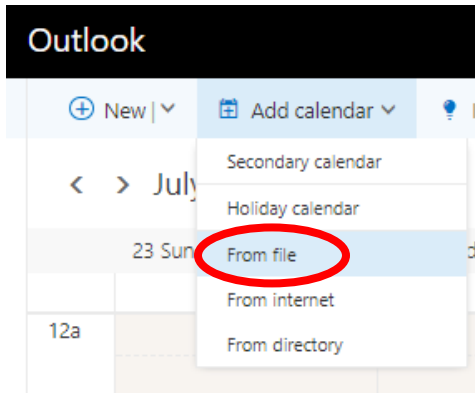 Outlook
New | Add calendar
July
Secondary calendar
Holiday calendar
23 Sun
From file
From internet
12a
From directory